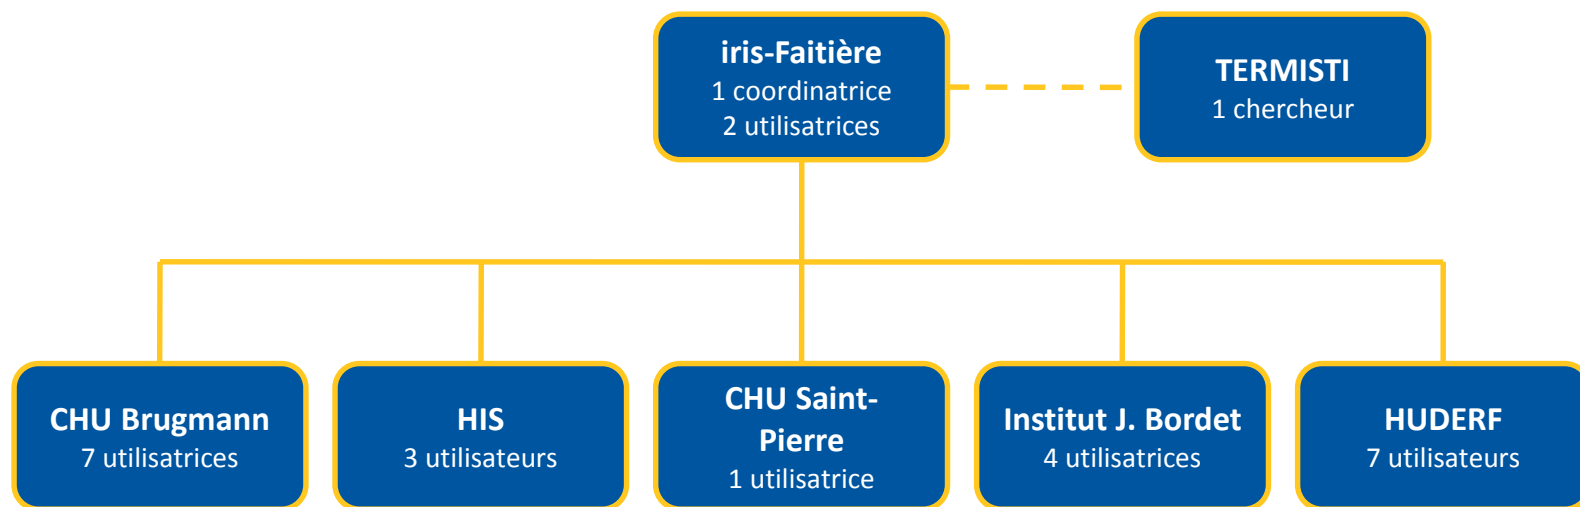 iris-Faitière
1 coordinatrice
2 utilisatrices
TERMISTI
1 chercheur
CHU Brugmann
7 utilisatrices
HIS
3 utilisateurs
CHU Saint-
Pierre
1 utilisatrice
Institut J. Bordet
4 utilisatrices
HUDERF
7 utilisateurs